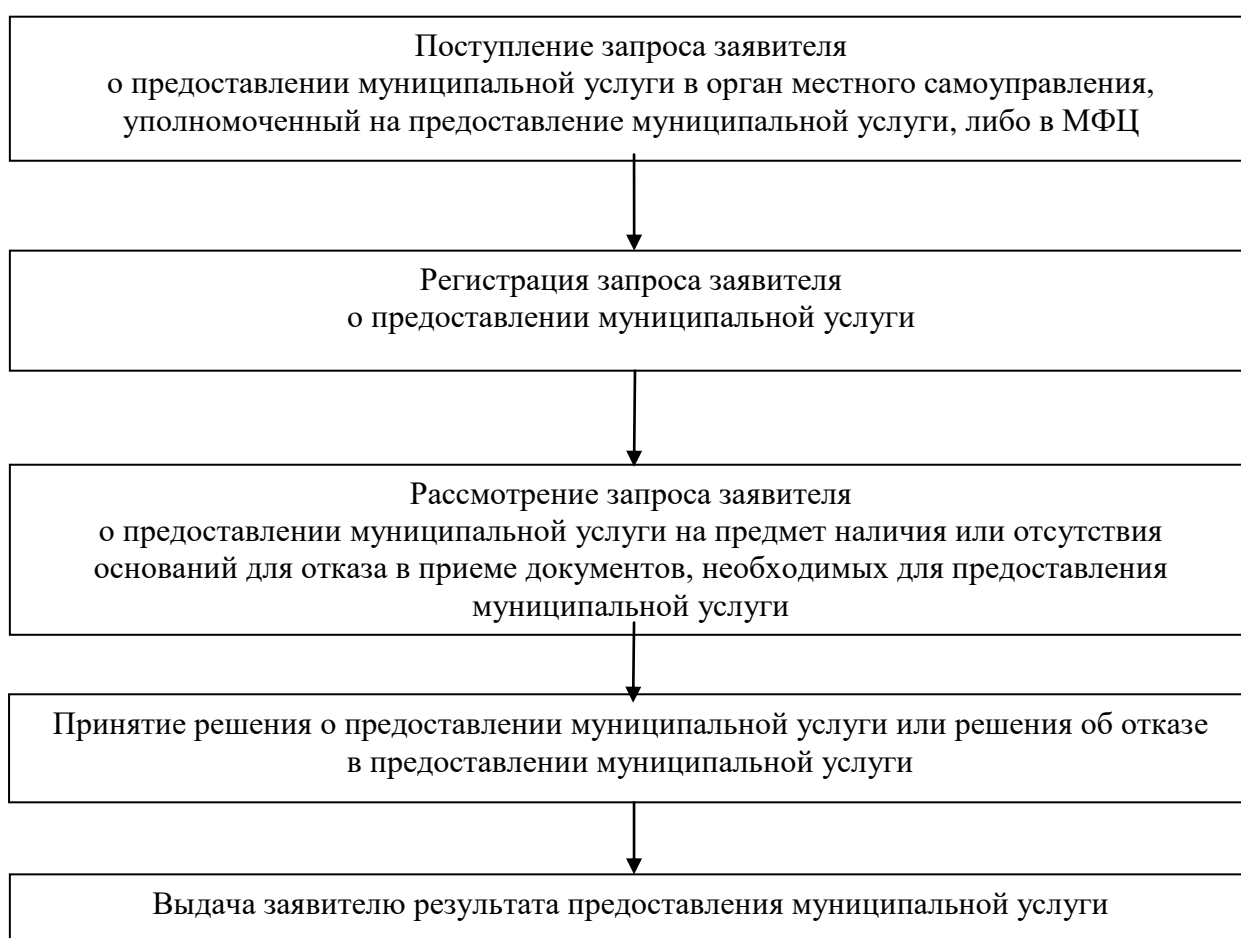 Поступление запроса заявителя
о предоставлении муниципальной услуги в орган местного самоуправления,
уполномоченный на предоставление муниципальной услуги, либо в МФЦ
Регистрация запроса заявителя
о предоставлении муниципальной услуги
Рассмотрение запроса заявителя
о предоставлении муниципальной услуги на предмет наличия или отсутствия
оснований для отказа в приеме документов, необходимых для предоставления
муниципальной услуги
Принятие решения о предоставлении муниципальной услуги или решения об отказе
в предоставлении муниципальной услуги
Выдача заявителю результата предоставления муниципальной услуги